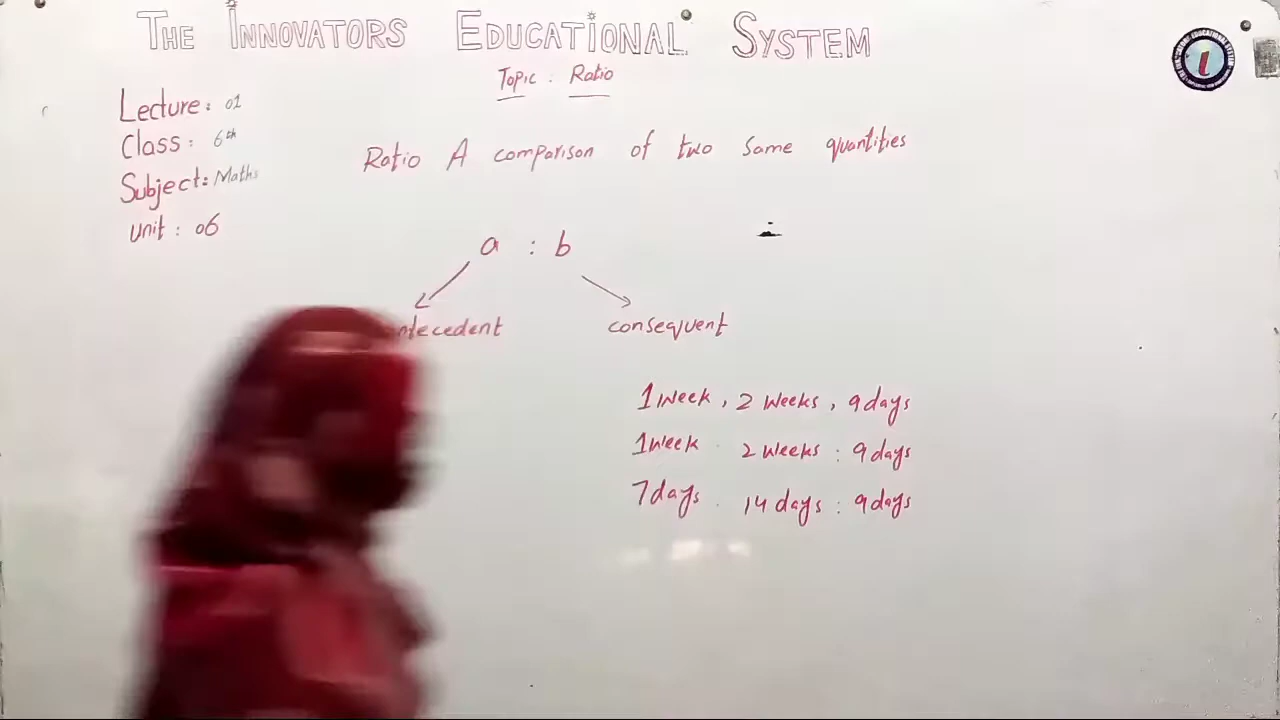 THE INNOVATORS EDUCATIONAL SYSTEM
Topic : Ratio
Lecture: 01
Class: 6th
Subject: Maths
unit : 06
Ratio A comparison of two same quantities
a : b
antecedent consequent
1 week , 2 weeks , 9 days
1 week : 2 weeks : 9 days
7 days : 14 days : 9 days